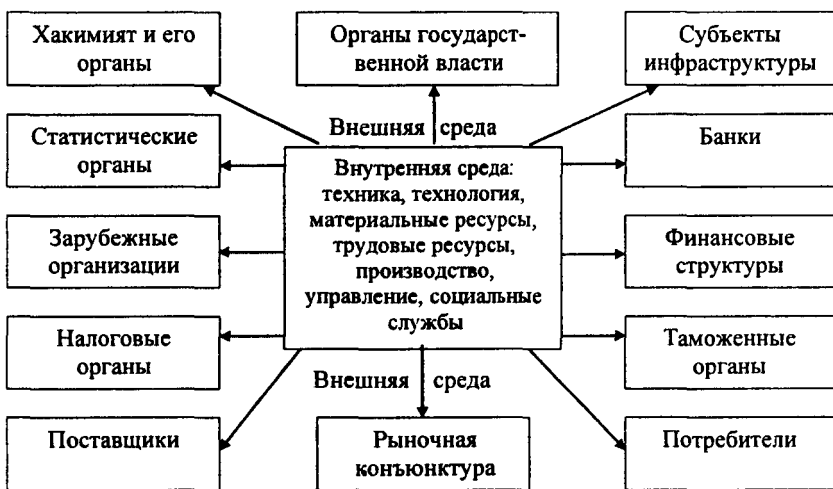 Хакимият и его
органы
Органы государст-
венной власти
Субъекты
инфраструктуры
Внешняя среда
Статистические
органы
Банки
Внутренняя среда:
техника, технология,
материальные ресурсы,
трудовые ресурсы,
производство,
управление, социальные
службы
Зарубежные
организации
Финансовые
структуры
Налоговые
органы
Таможенные
органы
Внешняя среда
Поставщики
Рыночная
конъюнктура
Потребители